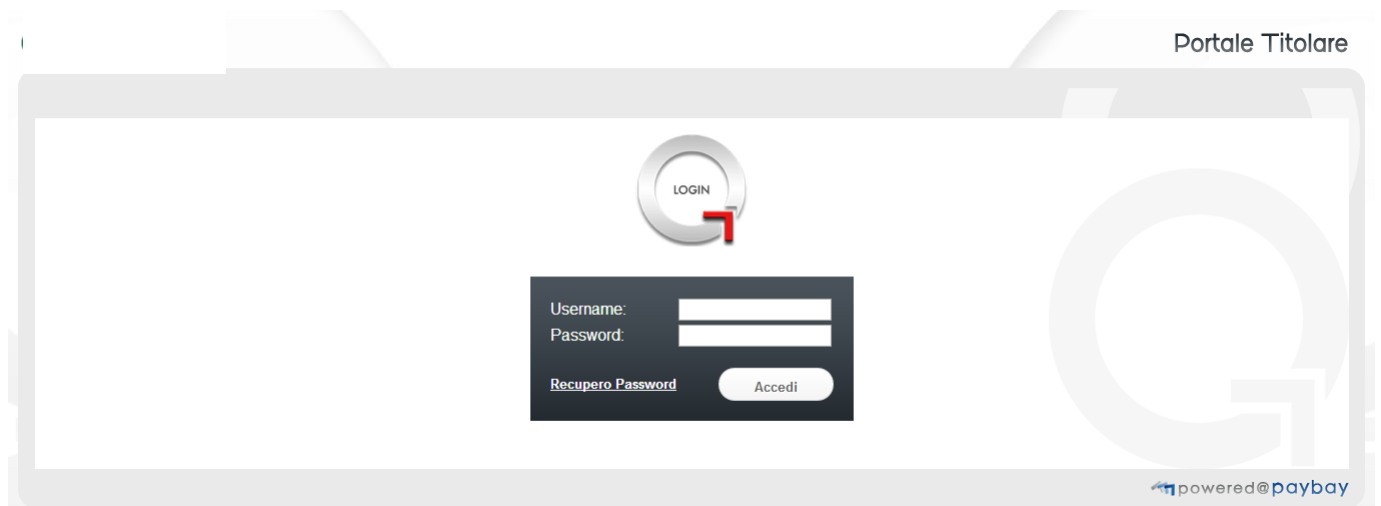 Portale Titolare
LOGIN
Username:
Password:
Recupero Password
Accedi
powered@paybay